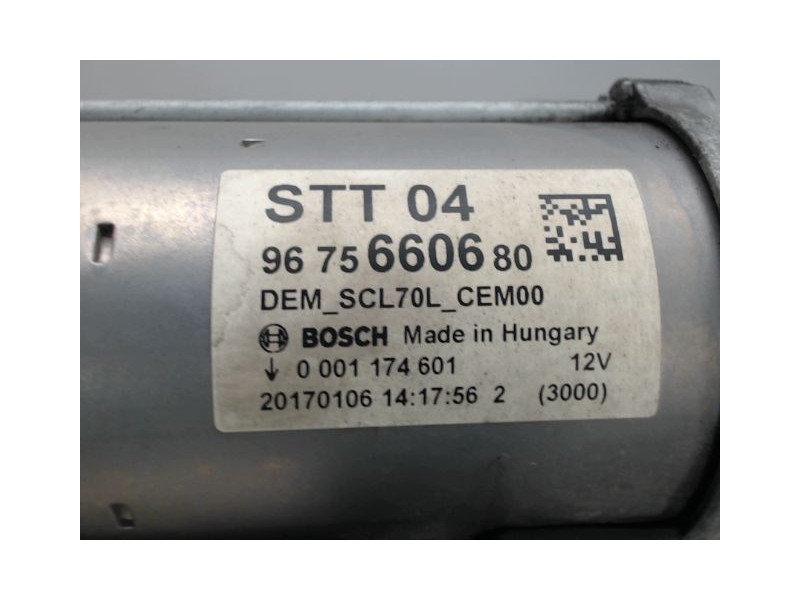 STT 04
96 75 6606 80
DEM_SCL70L_CEM00
BOSCH Made in Hungary
↓ 0 001 174 601 12V
20170106 14:17:56 2 (3000)